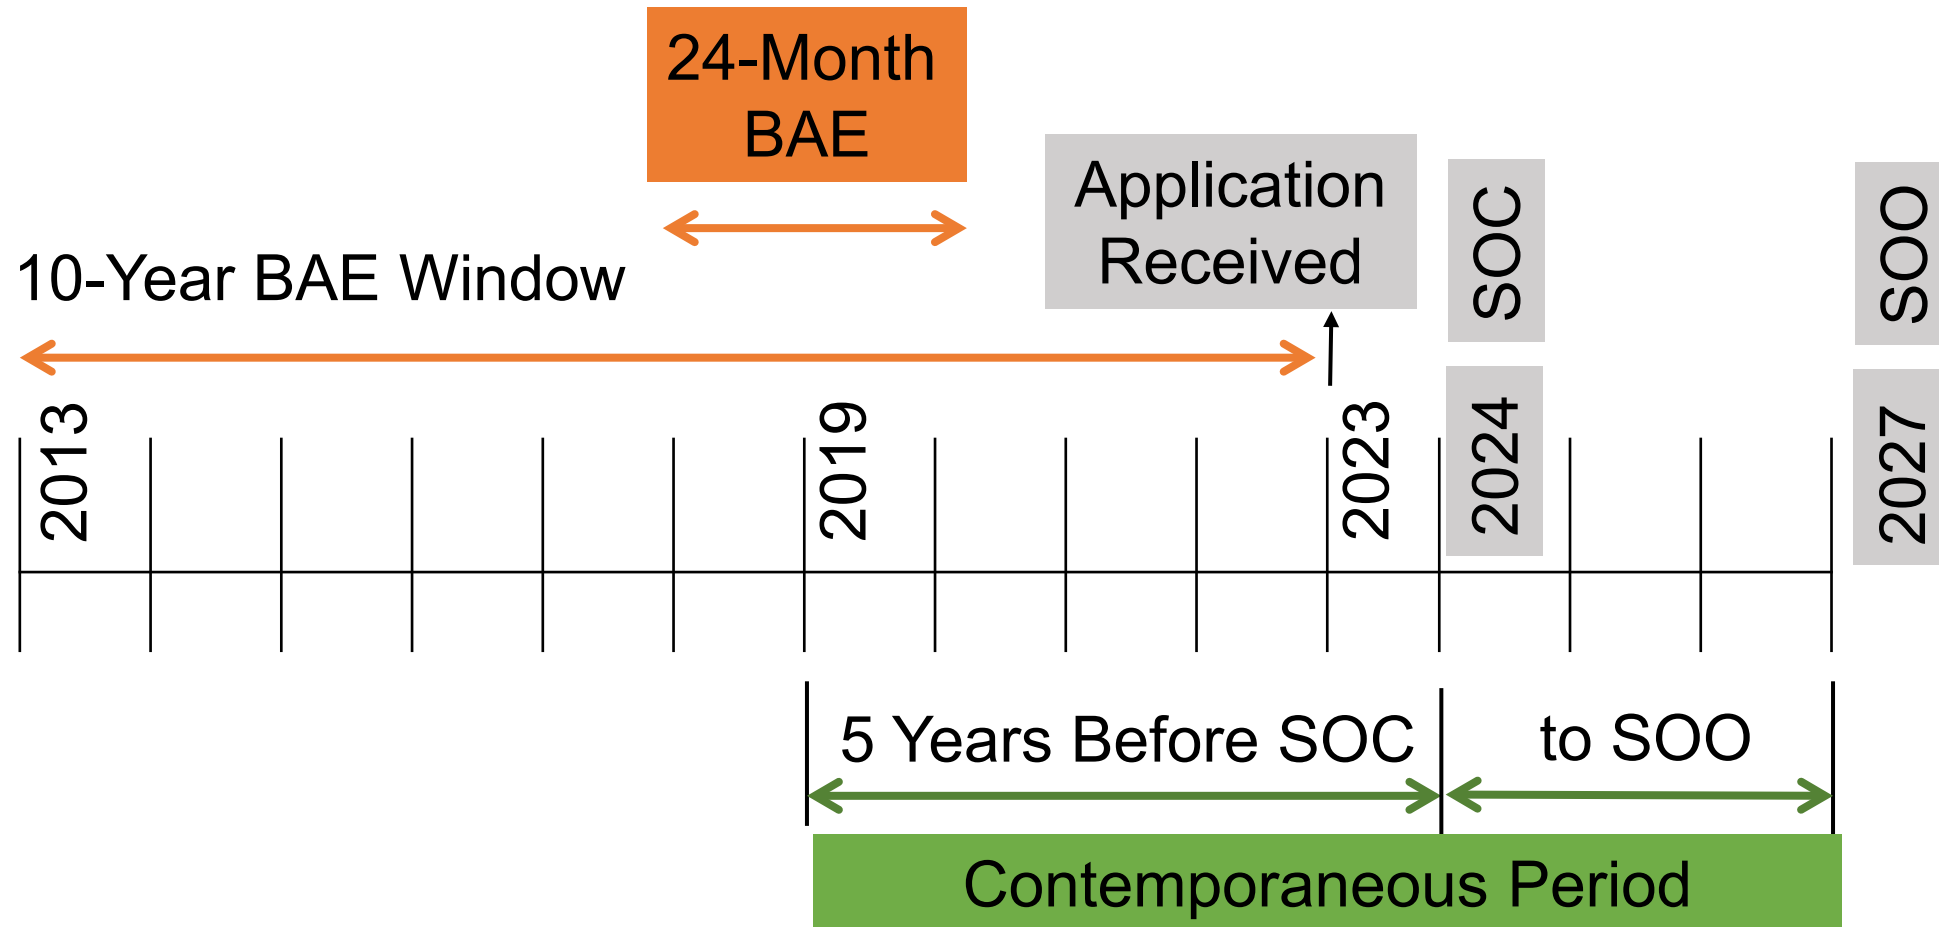 24-Month
BAE
Application
Received
SOC
SOO
10-Year BAE Window
2013
2019
2023
2024
2027
5 Years Before SOC
to SOO
Contemporaneous Period